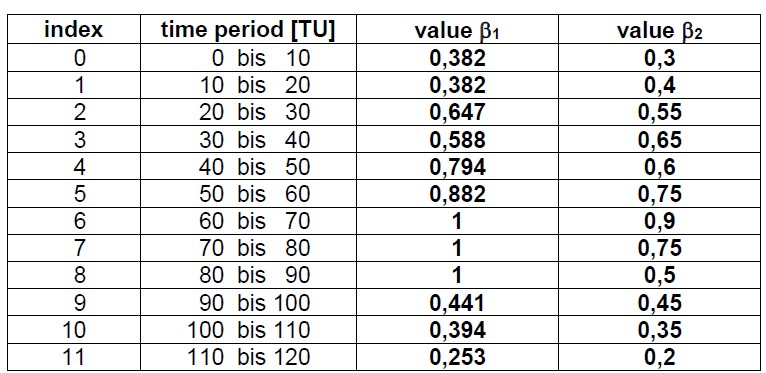 index time period [TU] value β1 value β2
0 0 bis 10 0,382 0,3
1 10 bis 20 0,382 0,4
2 20 bis 30 0,647 0,55
3 30 bis 40 0,588 0,65
4 40 bis 50 0,794 0,6
5 50 bis 60 0,882 0,75
6 60 bis 70 1 0,9
7 70 bis 80 1 0,75
8 80 bis 90 1 0,5
9 90 bis 100 0,441 0,45
10 100 bis 110 0,394 0,35
11 110 bis 120 0,253 0,2